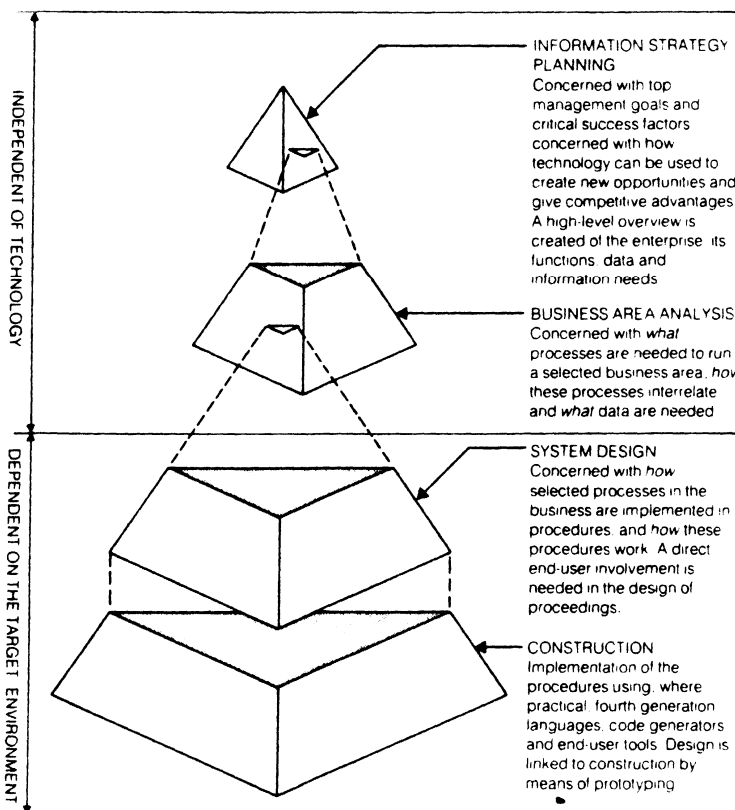 INDEPENDENT OF TECHNOLOGY
DEPENDENT ON THE TARGET ENVIRONMENT
INFORMATION STRATEGY
PLANNING
Concerned with top
management goals and
critical success factors
concerned with how
technology can be used to
create new opportunities and
give competitive advantages
A high-level overview is
created of the enterprise its
functions, data and
information needs
BUSINESS AREA ANALYSIS
Concerned with what
processes are needed to run
a selected business area, how
these processes interrelate
and what data are needed
SYSTEM DESIGN
Concerned with how
selected processes in the
business are implemented in
procedures, and how these
procedures work A direct
end-user involvement is
needed in the design of
proceedings.
CONSTRUCTION
Implementation of the
procedures using, where
practical, fourth generation
languages, code generators
and end-user tools Design is
linked to construction by
means of prototyping